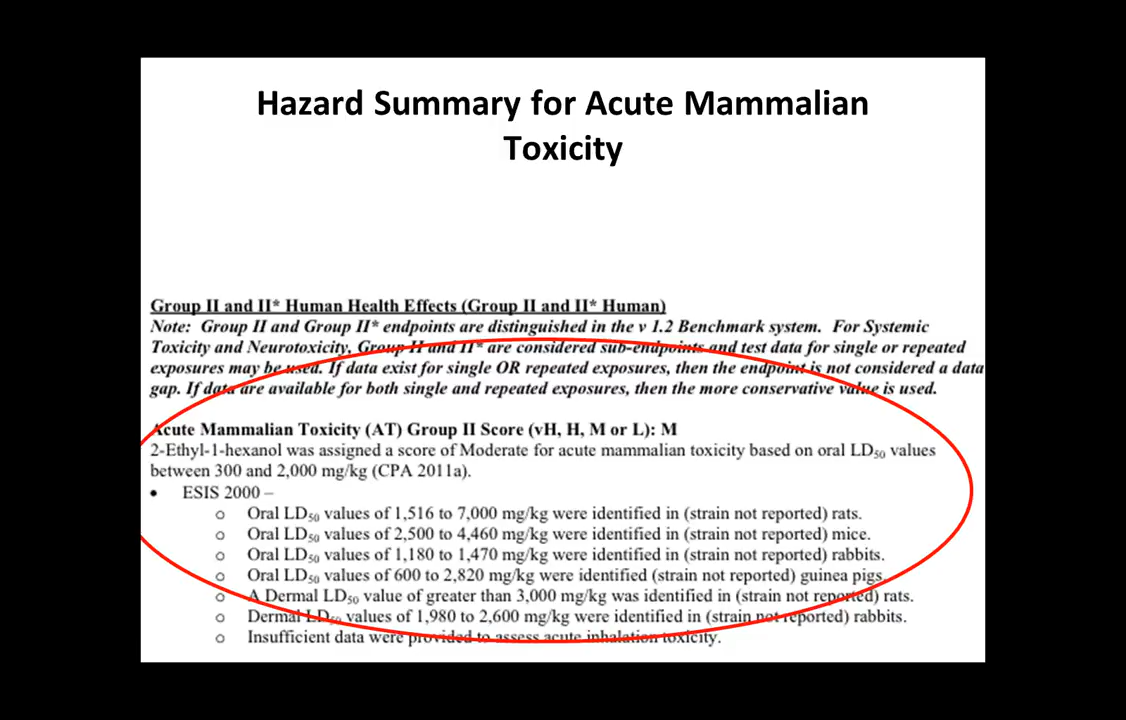 Hazard Summary for Acute Mammalian
Toxicity
Group II and II* Human Health Effects (Group II and II* Human)
Note:  Group II and Group II* endpoints are distinguished in the v 1.2 Benchmark system.  For Systemic
Toxicity and Neurotoxicity, Group II and II* are considered sub-endpoints and test data for single or repeated
exposures may be used. If data exist for single OR repeated exposures, then the endpoint is not considered a data
gap. If data are available for both single and repeated exposures, then the more conservative value is used.
Acute Mammalian Toxicity (AT) Group II Score (vH, H, M or L): M
2-Ethyl-1-hexanol was assigned a score of Moderate for acute mammalian toxicity based on oral LD50 values
between 300 and 2,000 mg/kg (CPA 2011a).
• ESIS 2000 –
o Oral LD50 values of 1,516 to 7,000 mg/kg were identified in (strain not reported) rats.
o Oral LD50 values of 2,500 to 4,460 mg/kg were identified in (strain not reported) mice.
o Oral LD50 values of 1,180 to 1,470 mg/kg were identified in (strain not reported) rabbits.
o Oral LD50 values of 600 to 2,820 mg/kg were identified (strain not reported) guinea pigs.
o A Dermal LD50 value of greater than 3,000 mg/kg was identified in (strain not reported) rats.
o Dermal LD50 values of 1,980 to 2,600 mg/kg were identified in (strain not reported) rabbits.
o Insufficient data were provided to assess acute inhalation toxicity.